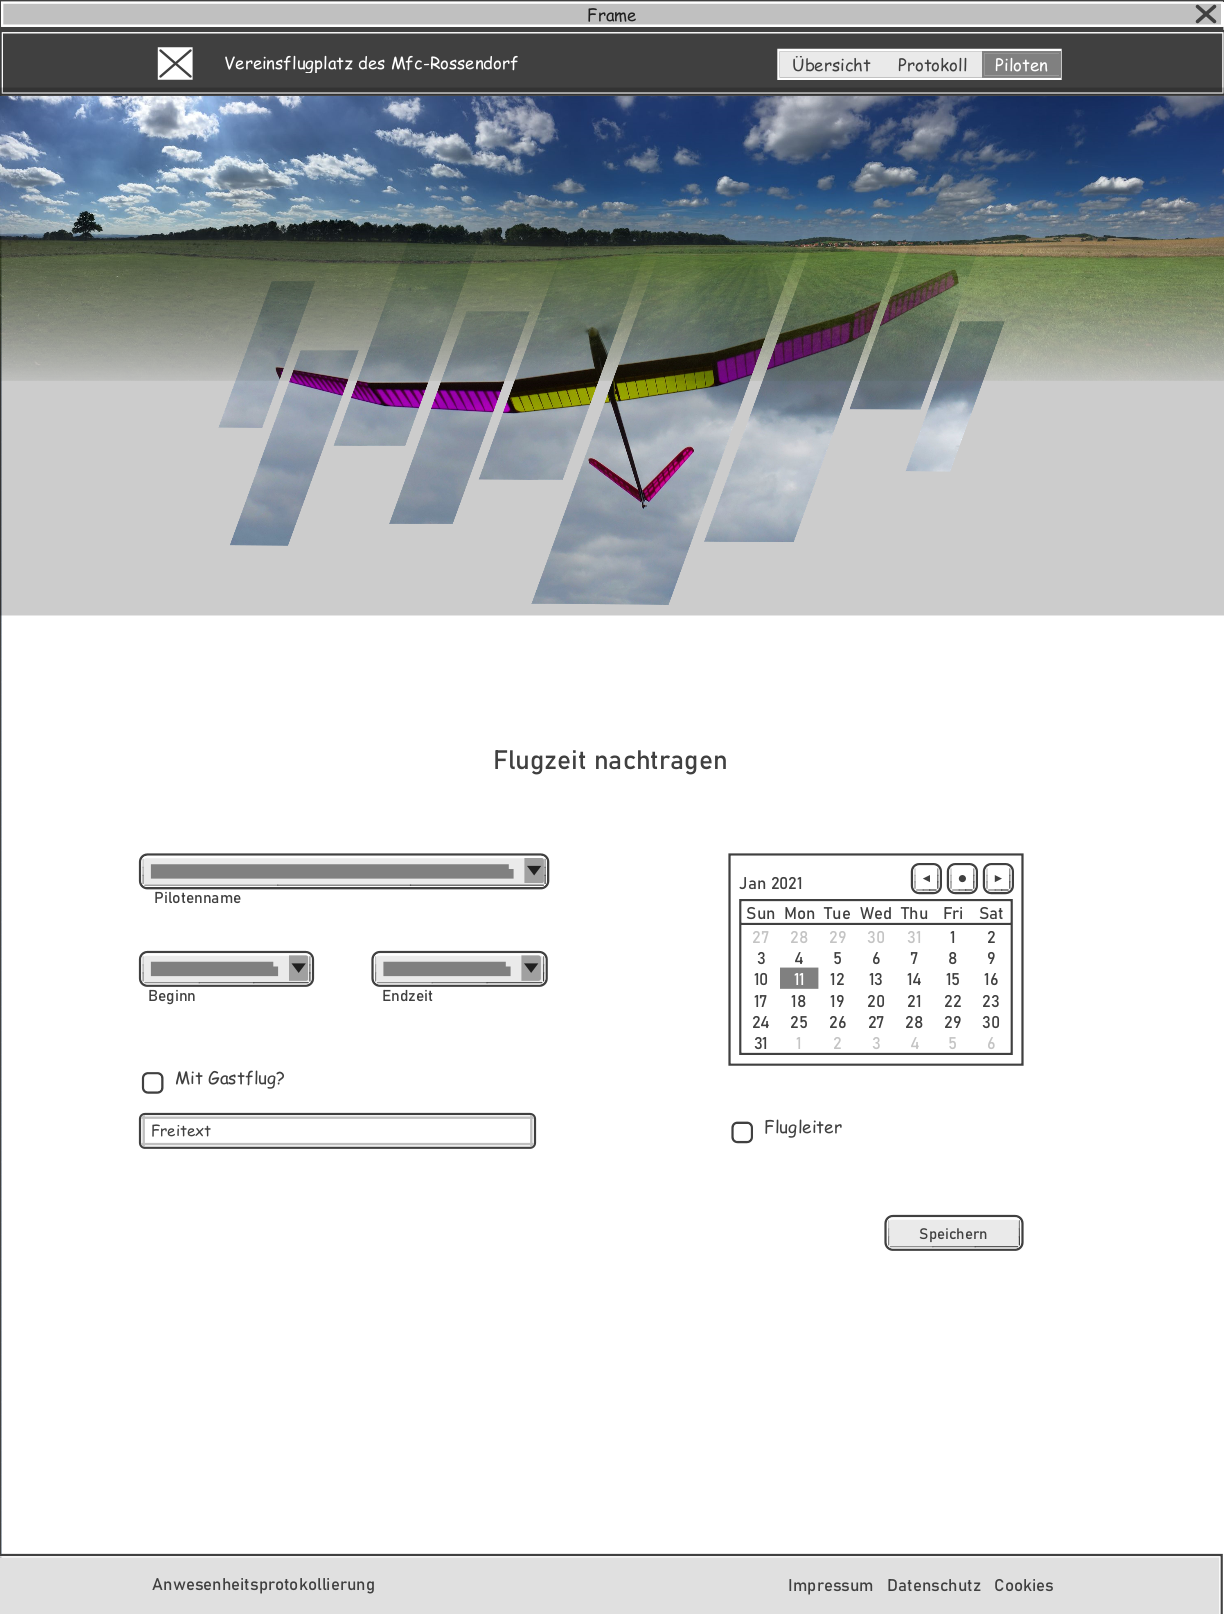 Frame
Vereinsflugplatz des Mfc-Rossendorf
Übersicht Protokoll Piloten
Flugzeit nachtragen
Pilotenname
Beginn Endzeit
Mit Gastflug?
Freitext
Jan 2021
Sun Mon Tue Wed Thu Fri Sat
27 28 29 30 31 1 2
3 4 5 6 7 8 9
10 11 12 13 14 15 16
17 18 19 20 21 22 23
24 25 26 27 28 29 30
31 1 2 3 4 5 6
Flugleiter
Speichern
Anwesenheitsprotokollierung
Impressum Datenschutz Cookies